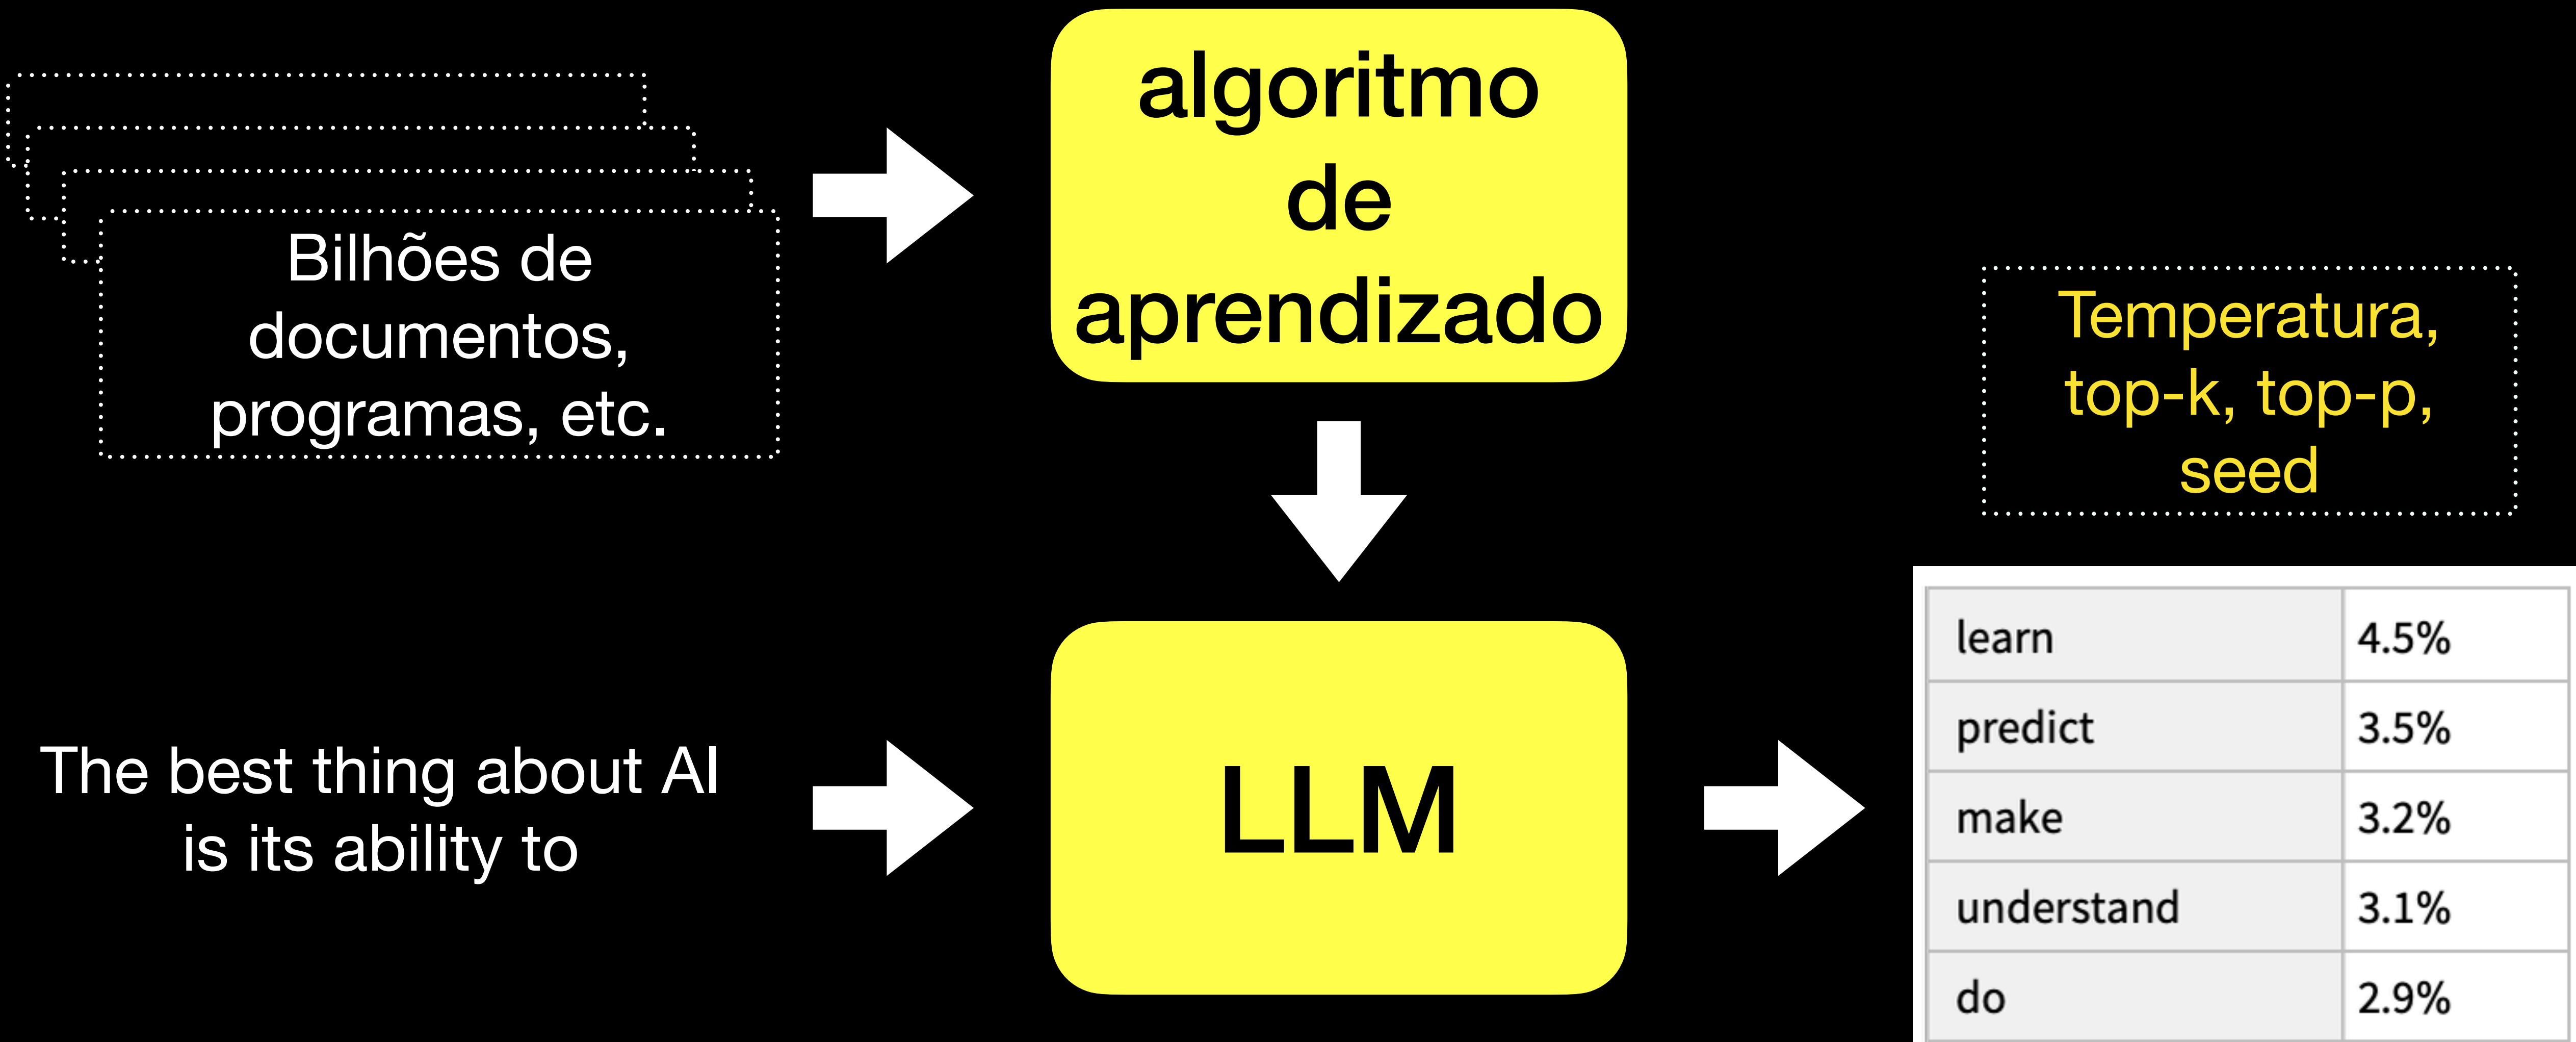 Bilhões de
documentos,
programas, etc.
algoritmo
de
aprendizado
Temperatura,
top-k, top-p,
seed
The best thing about AI
is its ability to
LLM
learn 4.5%
predict 3.5%
make 3.2%
understand 3.1%
do 2.9%